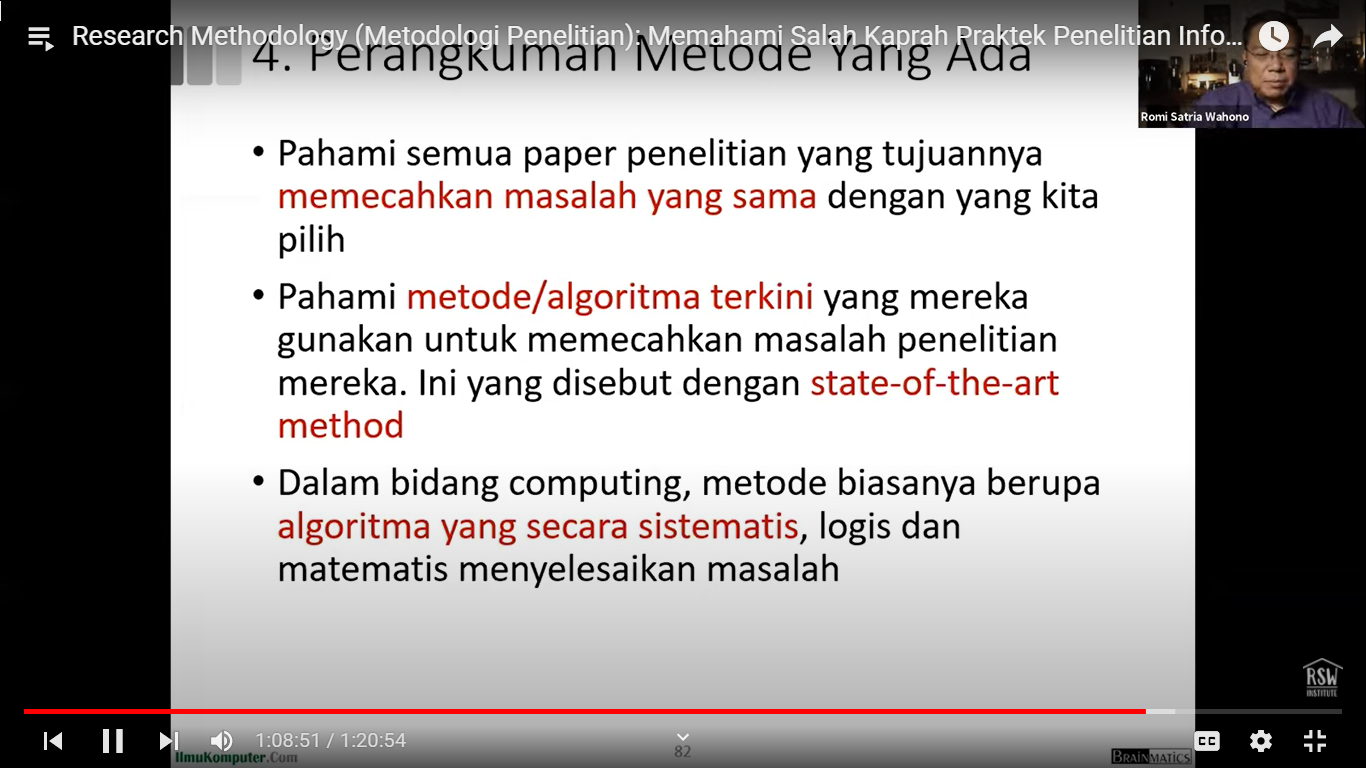 Research Methodology (Metodologi Penelitian): Memahami Salah Kaprah Praktek Penelitian Info...
4. Perangkuman Metode Yang Ada
Romi Satria Wahono
• Pahami semua paper penelitian yang tujuannya
memecahkan masalah yang sama dengan yang kita
pilih
• Pahami metode/algoritma terkini yang mereka
gunakan untuk memecahkan masalah penelitian
mereka. Ini yang disebut dengan state-of-the-art
method
• Dalam bidang computing, metode biasanya berupa
algoritma yang secara sistematis, logis dan
matematis menyelesaikan masalah
RSW
INSTITUTE
1:08:51 / 1:20:54
CC
IlmuKomputer.Com
82
BRAINMATICS